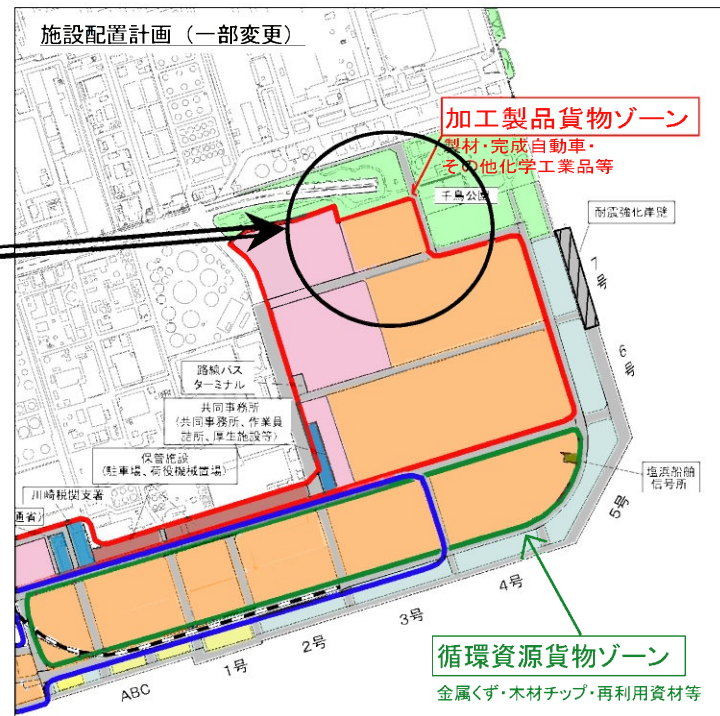 施設配置計画（一部変更）
加工製品貨物ゾーン
製材・完成自動車・
その他化学工業品等
千鳥公園
耐震強化岸壁
7号
6号
路線バス
ターミナル
共同事務所
（共同事務所、作業員
詰所、厚生施設等）
保管施設
（駐車場、荷役機械置場）
川崎税関支署
通省）
塩浜船舶
信号所
5号
4号
3号
2号
1号
ABC
循環資源貨物ゾーン
金属くず・木材チップ・再利用資材等